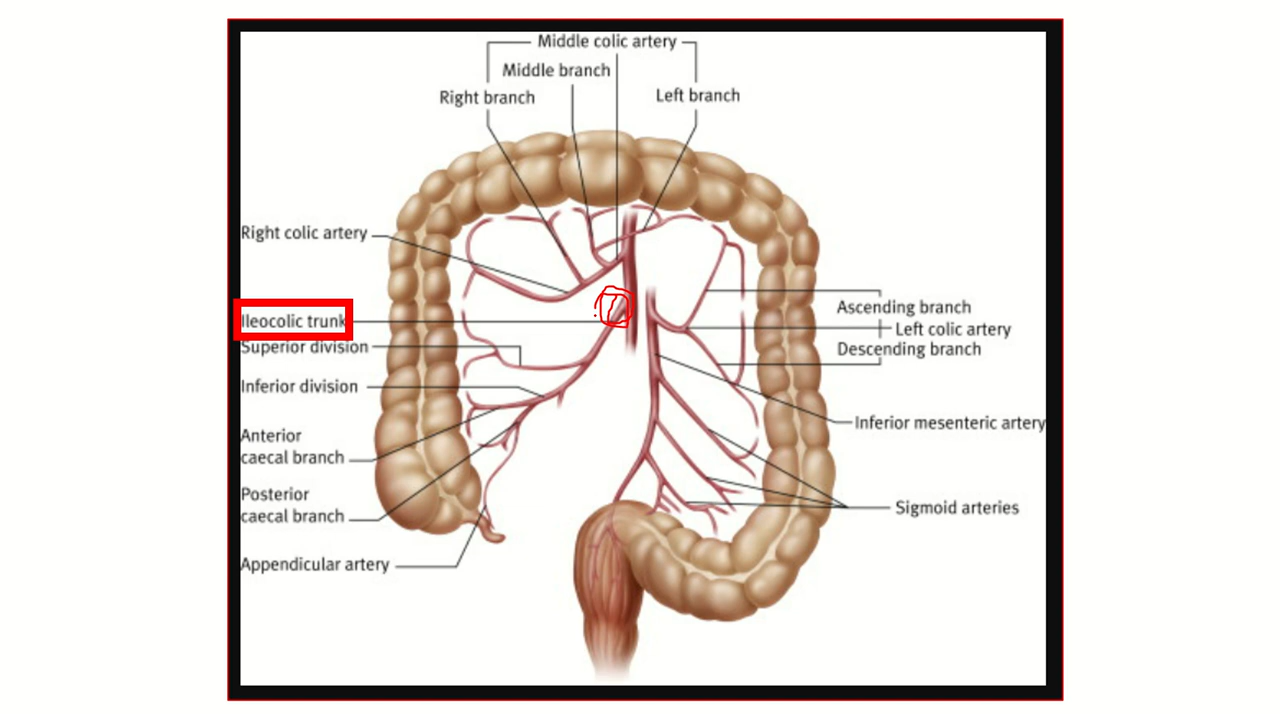 Middle colic artery
Middle branch
Right branch
Left branch
Right colic artery
Ileocolic trunk
Superior division
Inferior division
Anterior
caecal branch
Posterior
caecal branch
Appendicular artery
Ascending branch
Left colic artery
Descending branch
Inferior mesenteric artery
Sigmoid arteries